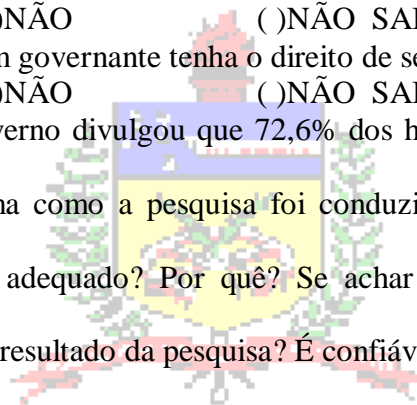 )NÃO ( )NÃO SA
m governante tenha o direito de se
)NÃO ( )NÃO SA
verno divulgou que 72,6% dos h
na como a pesquisa foi conduzi
adequado? Por quê? Se achar
resultado da pesquisa? É confiáv